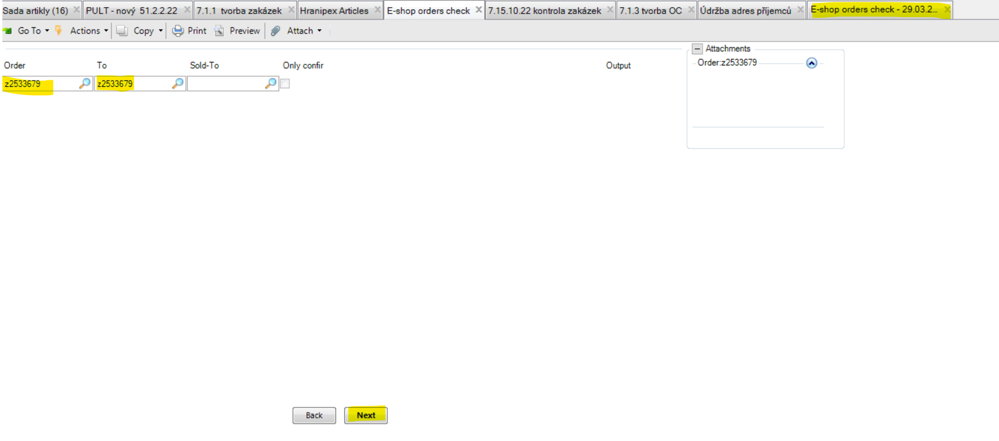 Sada artikly (16) PULT - nový 51.2.2.22 7.1.1 tvorba zakázek Hranipex Articles E-shop orders check 7.15.10.22 kontrola zakázek 7.1.3 tvorba OC Údržba adres příjemců E-shop orders check - 29.03.2...
Go To Actions Copy Print Preview Attach
Attachments
Order:z2533679
Order To Sold-To Only confir Output
z2533679 z2533679
Back Next